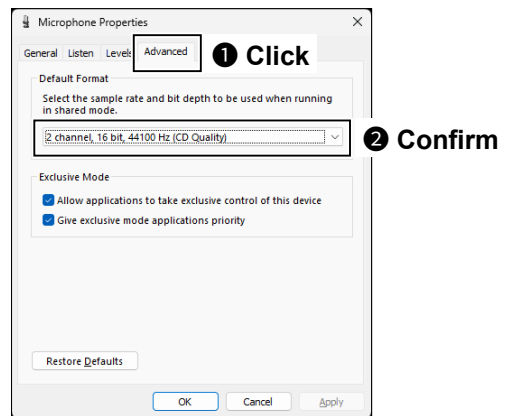 Microphone Properties
General Listen Levels Advanced
❶ Click
Default Format
Select the sample rate and bit depth to be used when running
in shared mode.
2 channel, 16 bit, 44100 Hz (CD Quality)
❷ Confirm
Exclusive Mode
Allow applications to take exclusive control of this device
Give exclusive mode applications priority
Restore Defaults
OK Cancel Apply